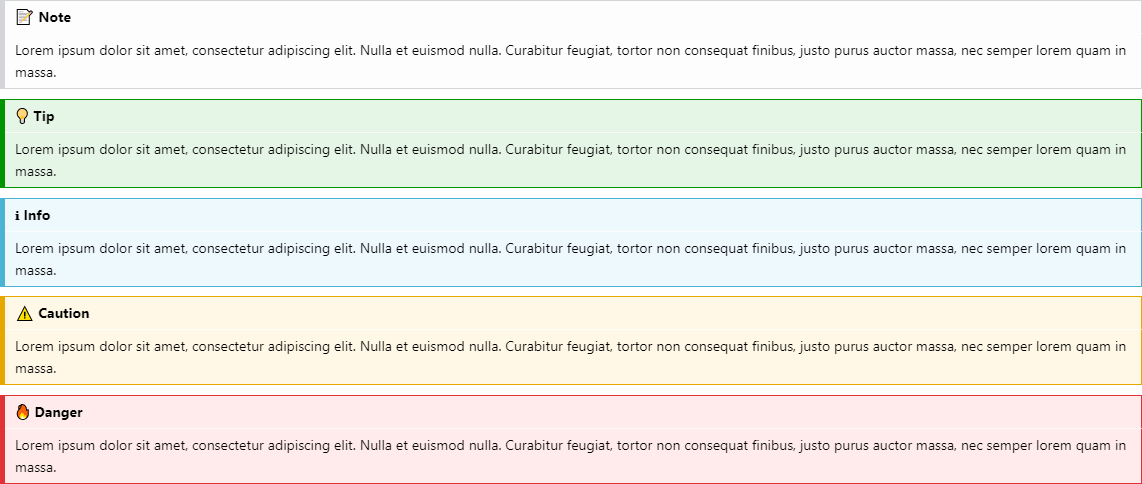 📝 Note
Lorem ipsum dolor sit amet, consectetur adipiscing elit. Nulla et euismod nulla. Curabitur feugiat, tortor non consequat finibus, justo purus auctor massa, nec semper lorem quam in
massa.
💡 Tip
Lorem ipsum dolor sit amet, consectetur adipiscing elit. Nulla et euismod nulla. Curabitur feugiat, tortor non consequat finibus, justo purus auctor massa, nec semper lorem quam in
massa.
ℹ Info
Lorem ipsum dolor sit amet, consectetur adipiscing elit. Nulla et euismod nulla. Curabitur feugiat, tortor non consequat finibus, justo purus auctor massa, nec semper lorem quam in
massa.
⚠ Caution
Lorem ipsum dolor sit amet, consectetur adipiscing elit. Nulla et euismod nulla. Curabitur feugiat, tortor non consequat finibus, justo purus auctor massa, nec semper lorem quam in
massa.
🔥 Danger
Lorem ipsum dolor sit amet, consectetur adipiscing elit. Nulla et euismod nulla. Curabitur feugiat, tortor non consequat finibus, justo purus auctor massa, nec semper lorem quam in
massa.